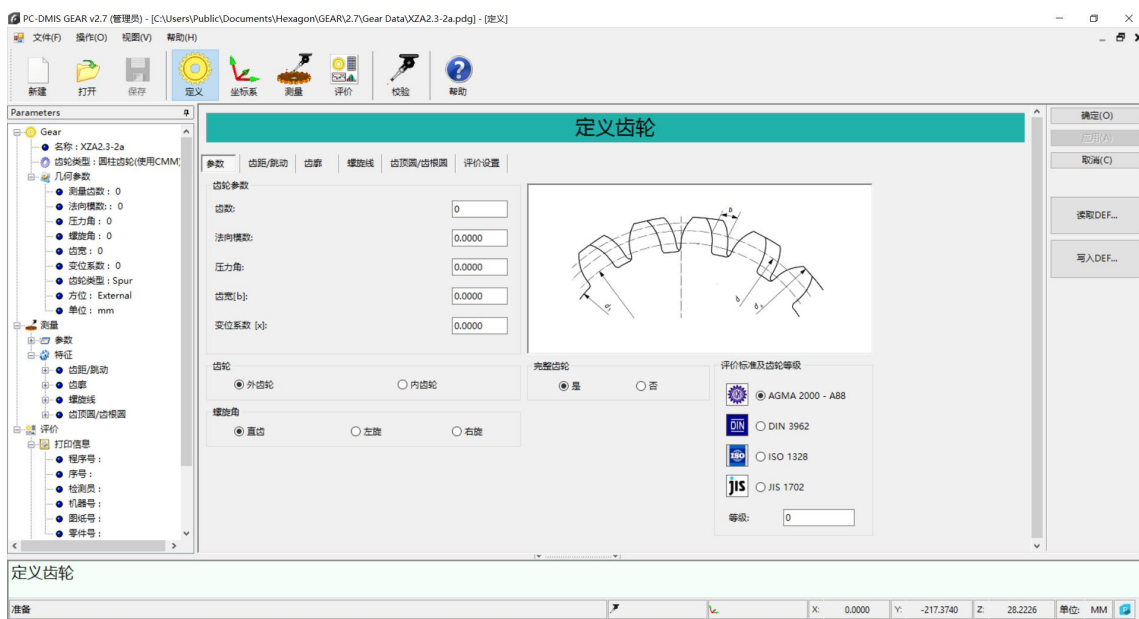 PC-DMIS GEAR v2.7 (管理员) - [C:\Users\Public\Documents\Hexagon\GEAR\2.7\Gear Data\XZA2.3-2a.pdg] - [定义]
文件(F) 操作(O) 视图(V) 帮助(H)
新建 打开 保存 定义 坐标系 测量 评价 校验 帮助
Parameters
Gear
名称：XZA2.3-2a
齿轮类型：圆柱齿轮(使用CMM)
几何参数
测量齿数： 0
法向模数：： 0
压力角： 0
螺旋角： 0
齿宽： 0
变位系数： 0
齿轮类型：Spur
方位： External
单位： mm
测量
参数
特征
齿距/跳动
齿廓
螺旋线
齿顶圆/齿根圆
评价
打印信息
程序号：
序号：
检测员：
机器号：
图纸号：
零件号：
定义齿轮
参数 齿距/跳动 齿廓 螺旋线 齿顶圆/齿根圆 评价设置
齿轮参数
齿数: 0
法向模数: 0.0000
压力角: 0.0000
齿宽[b]: 0.0000
变位系数 [x]: 0.0000
b
齿轮
外齿轮 内齿轮
螺旋角
直齿 左旋 右旋
完整齿轮
是 否
评价标准及齿轮等级
AGMA 2000 - A88
DIN DIN 3962
ISO ISO 1328
jis JIS 1702
等级: 0
确定(O)
应用(A)
取消(C)
读取DEF...
写入DEF...
定义齿轮
准备 X: 0.0000 Y: -217.3740 Z: 28.2226 单位: MM